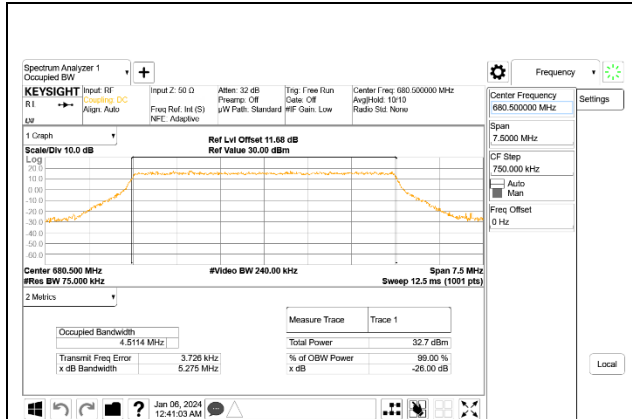 Spectrum Analyzer 1
Occupied BW
+
Frequency
KEYSIGHT
Input: RF
Input Z: 50 Ω
Atten: 32 dB
Trig: Free Run
Center Freq: 680.500000 MHz
Coupling: DC
Preamp: Off
Gate: Off
Avg|Hold: 10/10
Align: Auto
Freq Ref: Int (S)
µW Path: Standard
#IF Gain: Low
Radio Std: None
NFE: Adaptive
Center Frequency
680.500000 MHz
Settings
Span
7.5000 MHz
CF Step
750.000 kHz
Auto
Man
Freq Offset
0 Hz
1 Graph
Ref Lvl Offset 11.68 dB
Scale/Div 10.0 dB
Ref Value 30.00 dBm
Log
20.0
10.0
0.00
-10.0
-20.0
-30.0
-40.0
-50.0
-60.0
Center 680.500 MHz
#Video BW 240.00 kHz
Span 7.5 MHz
#Res BW 75.000 kHz
Sweep 12.5 ms (1001 pts)
2 Metrics
Measure Trace
Trace 1
Occupied Bandwidth
4.5114 MHz
Total Power
32.7 dBm
Transmit Freq Error
3.726 kHz
% of OBW Power
99.00 %
x dB Bandwidth
5.275 MHz
x dB
-26.00 dB
Local
?
Jan 06, 2024
12:41:03 AM